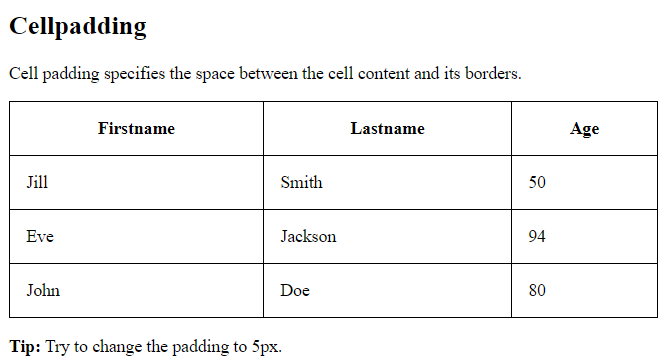 Cellpadding
Cell padding specifies the space between the cell content and its borders.
Firstname Lastname Age
Jill Smith 50
Eve Jackson 94
John Doe 80
Tip: Try to change the padding to 5px.